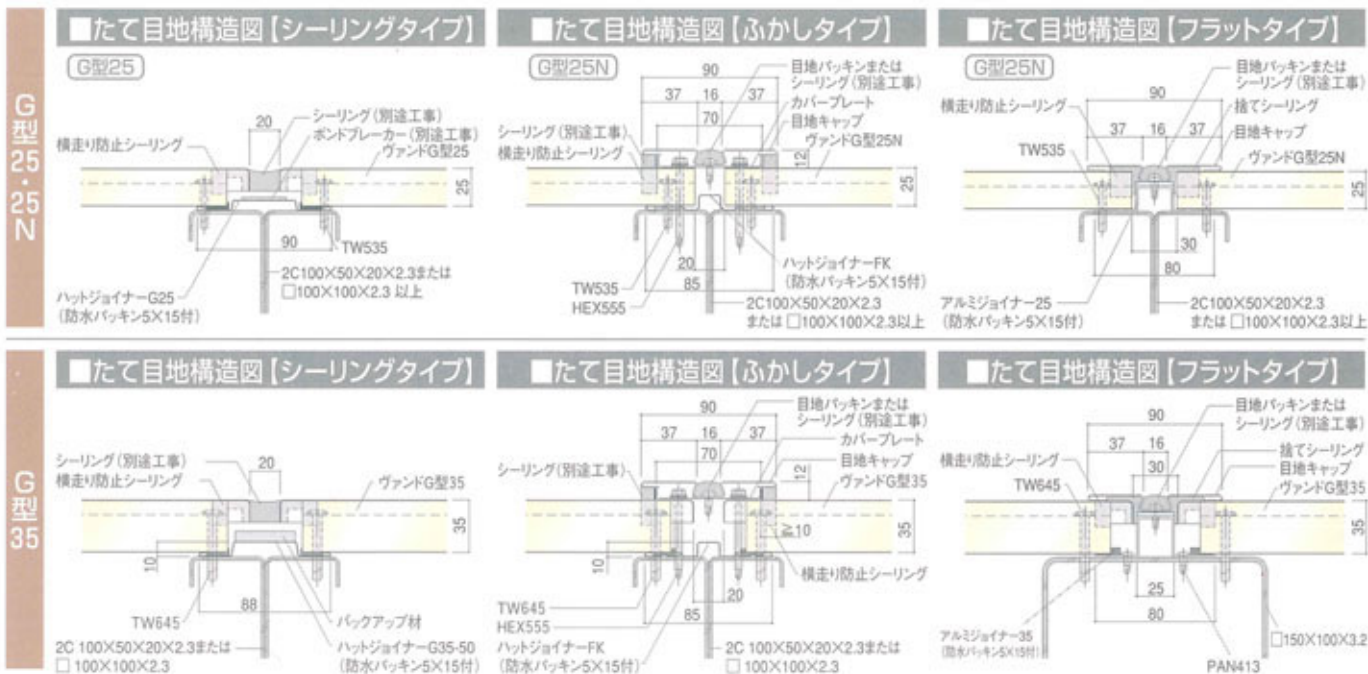 G型25・25N
■たて目地構造図【シーリングタイプ】
G型25
20
シーリング(別途工事)
ボンドブレーカー(別途工事)
ヴァンドG型25
横走り防止シーリング
25
90
TW535
2C100×50×20×2.3または
□100×100×2.3 以上
ハットジョイナーG25
(防水パッキン5×15付)
■たて目地構造図【ふかしタイプ】
G型25N
90
37 16 37
70
目地パッキンまたは
シーリング(別途工事)
カバープレート
目地キャップ
ヴァンドG型25N
シーリング(別途工事)
横走り防止シーリング
12
25
20
85
TW535
HEX555
ハットジョイナーFK
(防水パッキン5×15付)
2C100×50×20×2.3
または□100×100×2.3以上
■たて目地構造図【フラットタイプ】
G型25N
90
37 16 37
目地パッキンまたは
シーリング(別途工事)
捨てシーリング
目地キャップ
ヴァンドG型25N
横走り防止シーリング
TW535
25
30
80
アルミジョイナー25
(防水パッキン5×15付)
2C100×50×20×2.3
または□100×100×2.3以上
G型35
■たて目地構造図【シーリングタイプ】
シーリング(別途工事)
横走り防止シーリング
20
ヴァンドG型35
35
10
88
TW645
バックアップ材
2C 100×50×20×2.3または
□ 100×100×2.3
ハットジョイナーG35-50
(防水パッキン5×15付)
■たて目地構造図【ふかしタイプ】
90
37 16 37
70
目地パッキンまたは
シーリング(別途工事)
カバープレート
目地キャップ
ヴァンドG型35
シーリング(別途工事)
12
35
≧10
10
横走り防止シーリング
20
85
TW645
HEX555
ハットジョイナーFK
(防水パッキン5×15付)
2C 100×50×20×2.3または
□ 100×100×2.3
■たて目地構造図【フラットタイプ】
90
37 16
30
目地パッキンまたは
シーリング(別途工事)
捨てシーリング
目地キャップ
ヴァンドG型35
横走り防止シーリング
TW645
35
25
80
アルミジョイナー35
(防水パッキン5×15付)
□150×100×3.2
PAN413